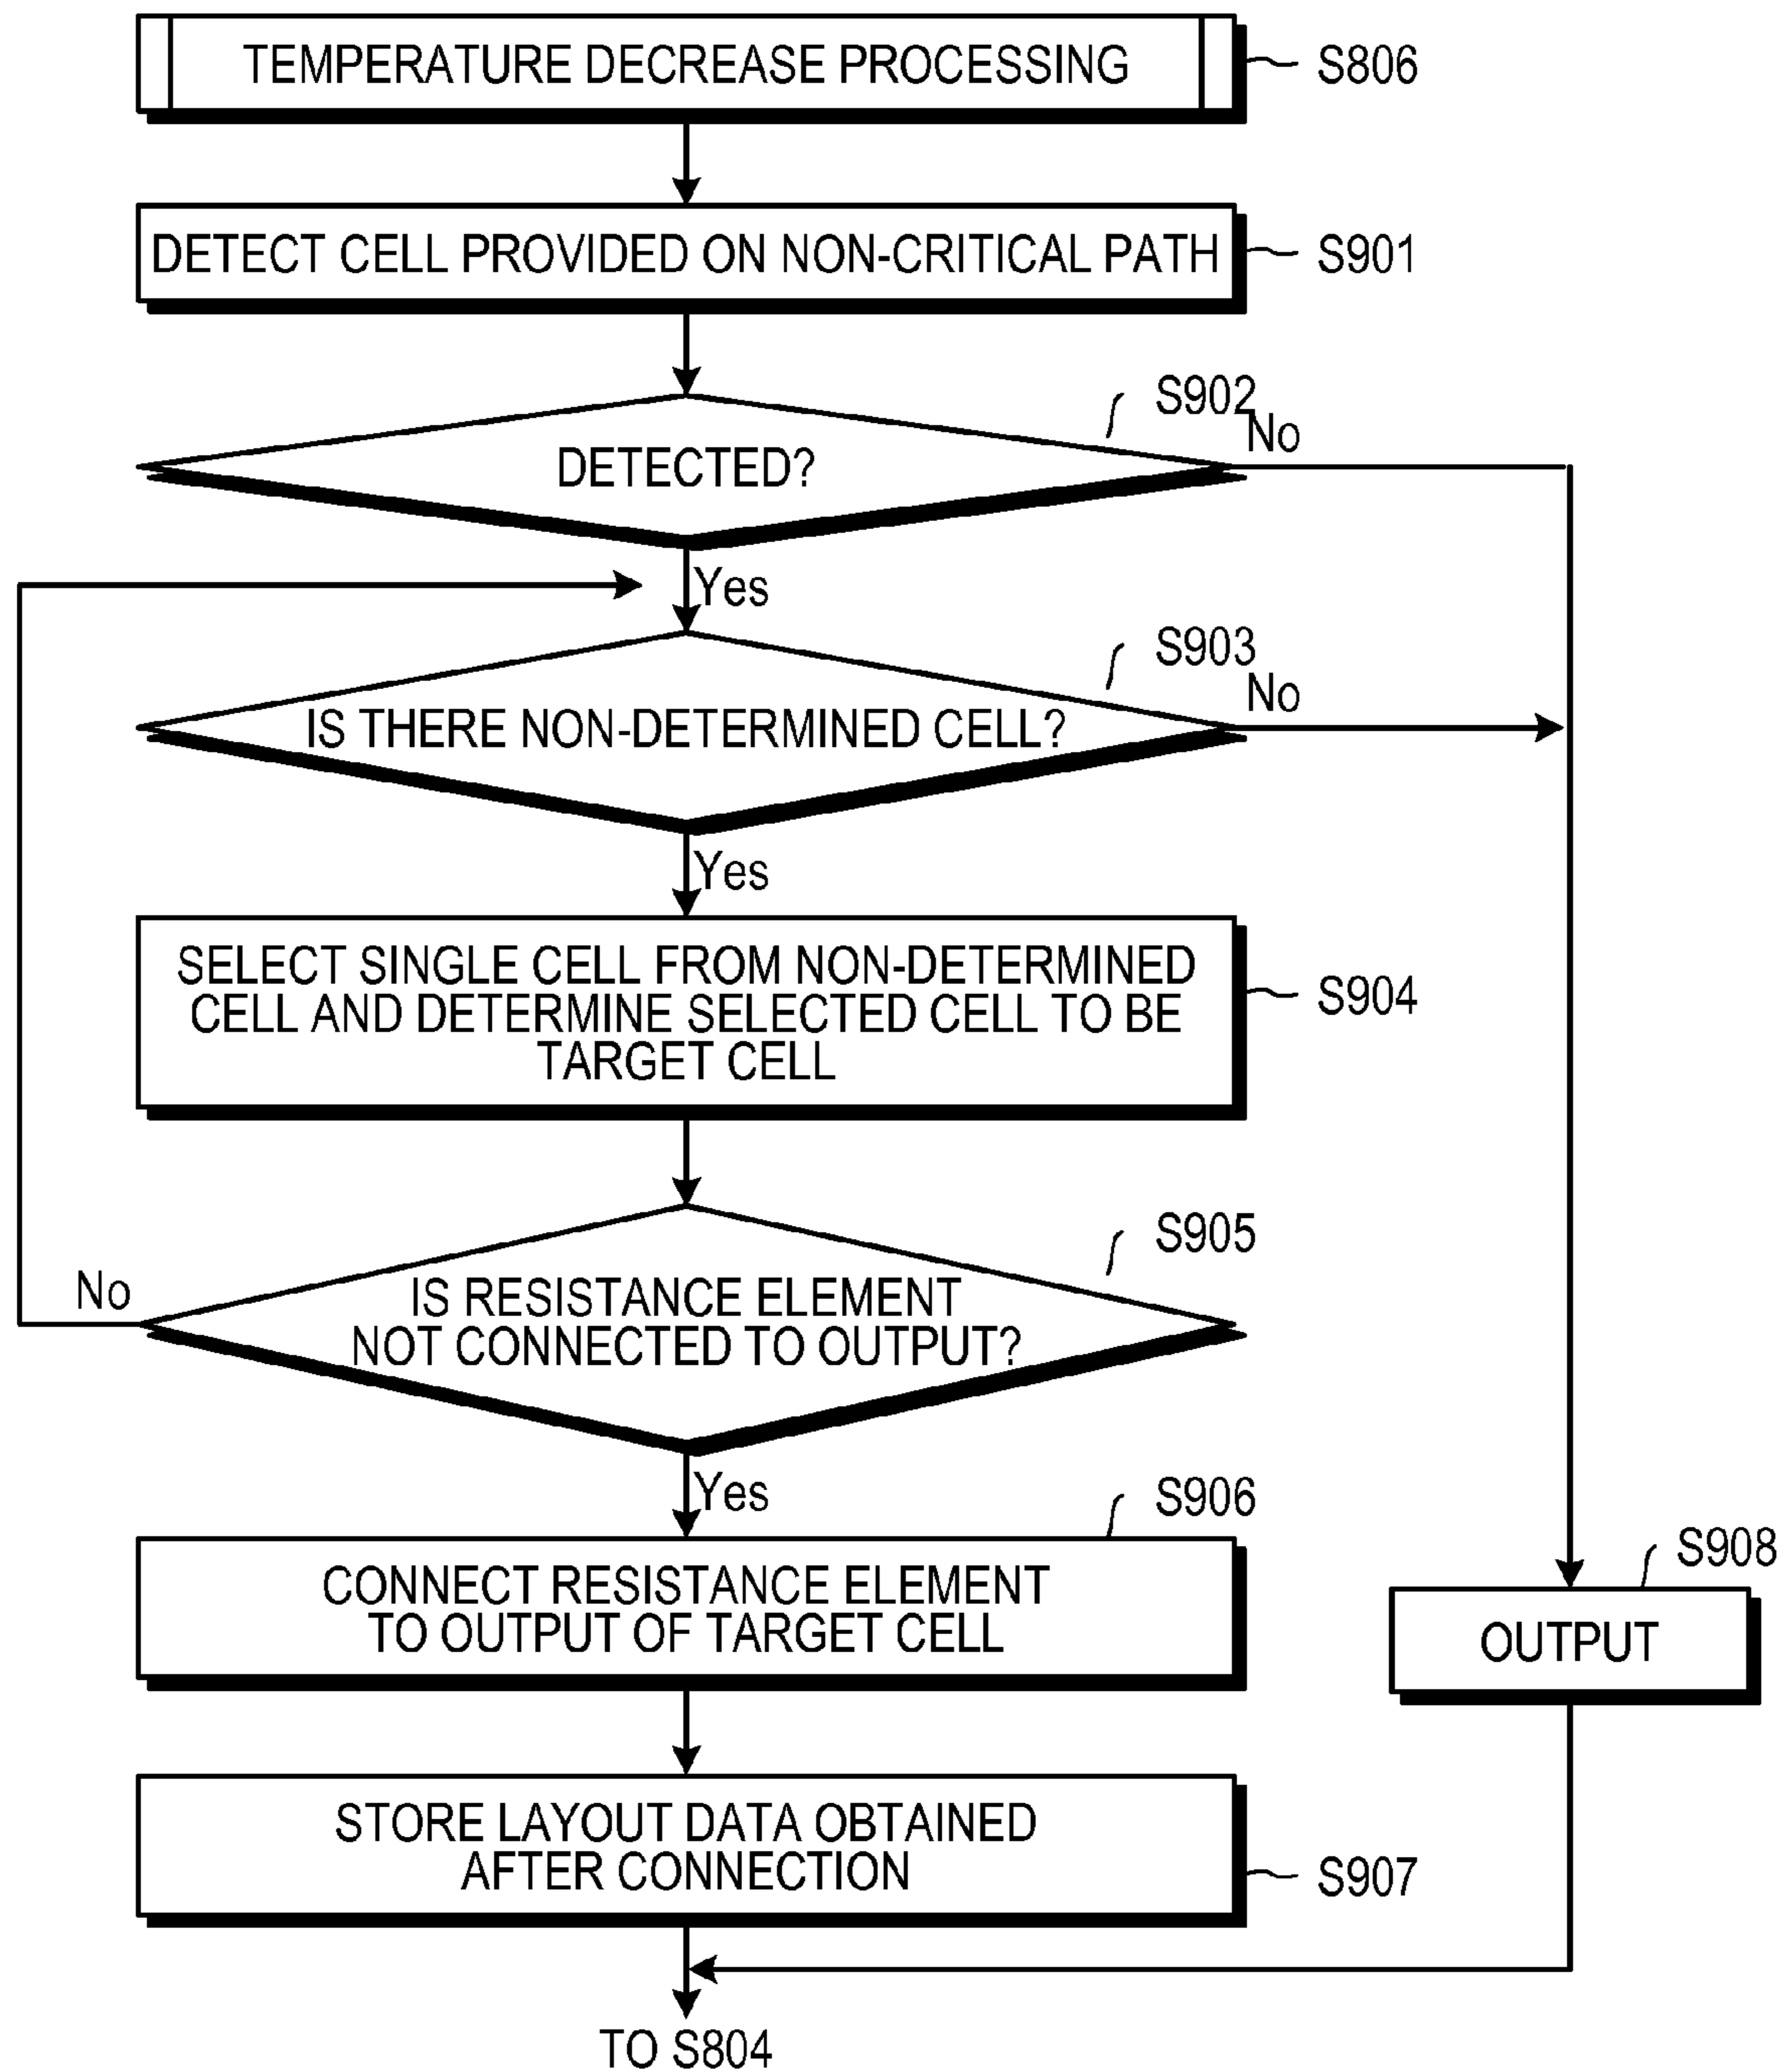 TEMPERATURE DECREASE PROCESSING
S806
DETECT CELL PROVIDED ON NON-CRITICAL PATH
S901
S902
DETECTED?
No
Yes
S903
IS THERE NON-DETERMINED CELL?
No
Yes
SELECT SINGLE CELL FROM NON-DETERMINED
CELL AND DETERMINE SELECTED CELL TO BE
TARGET CELL
S904
S905
IS RESISTANCE ELEMENT
NOT CONNECTED TO OUTPUT?
No
Yes
S906
CONNECT RESISTANCE ELEMENT
TO OUTPUT OF TARGET CELL
S908
OUTPUT
STORE LAYOUT DATA OBTAINED
AFTER CONNECTION
S907
TO S804